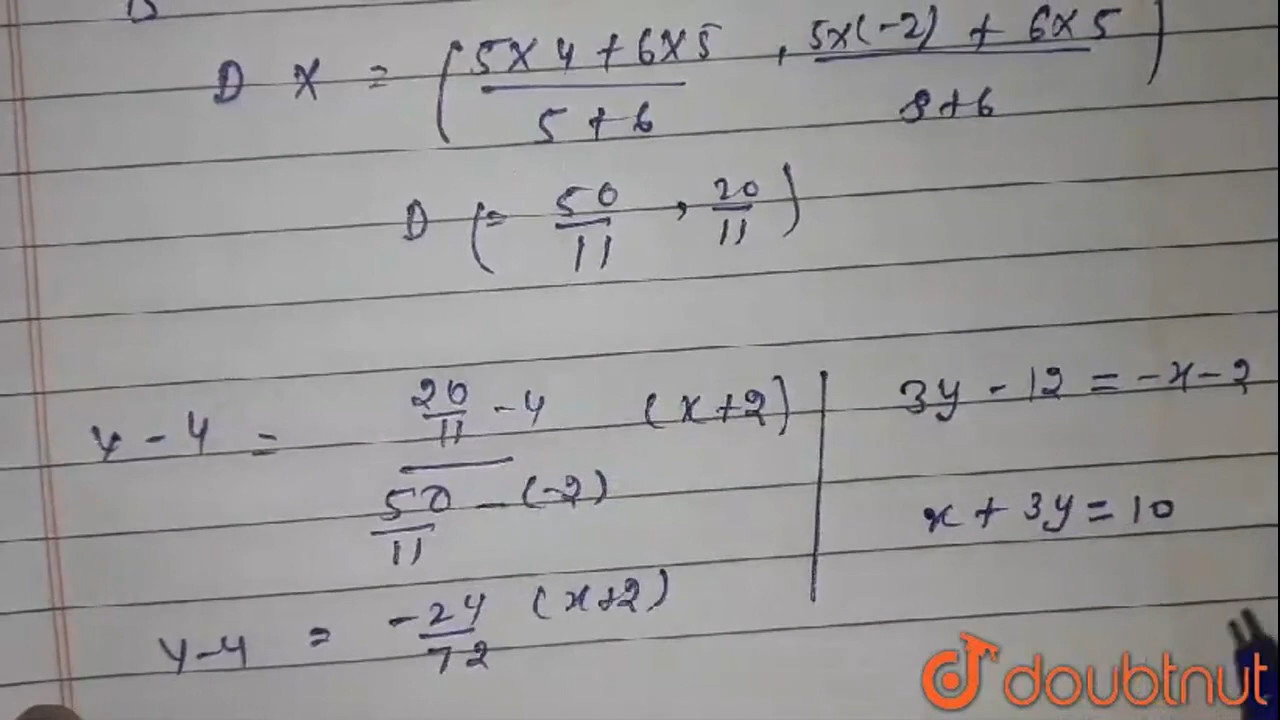 D X = ( 5×4+6×5 / 5+6 , 5×(-2) + 6×5 / 5+6 )
D (= 50/11 , 20/11 )
y-4 = 20/11 -4 / 50/11 -(-2) (x+2)
y-4 = -24/72 (x+2)
3y-12=-x-2
x+3y=10
doubtnut